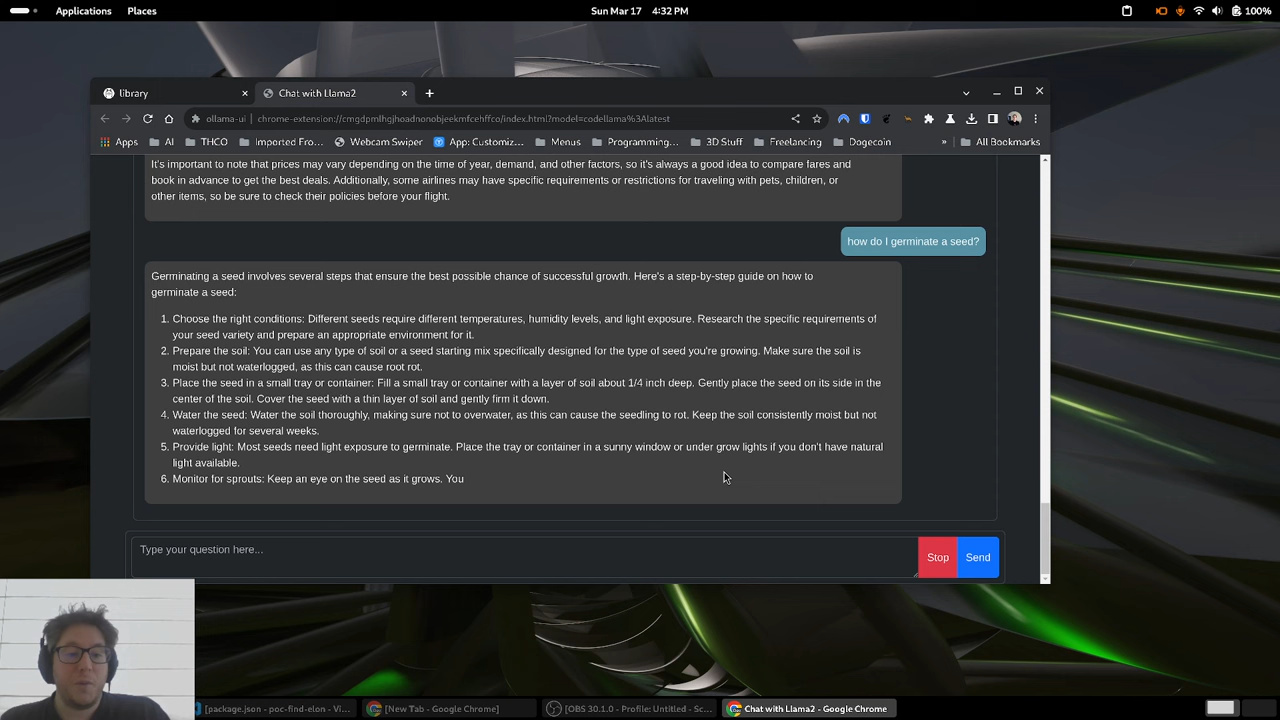 Applications Places
Sun Mar 17 4:32 PM
100%
library
Chat with Llama2
ollama-ui chrome-extension://cmgdpmlhgjhoadnonobjeekmfcehffco/index.html?model=codellama%3Alatest
Apps AI THCO Imported Fro... Webcam Swiper App: Customiz... Menus Programming... 3D Stuff Freelancing Dogecoin » All Bookmarks
It's important to note that prices may vary depending on the time of year, demand, and other factors, so it's always a good idea to compare fares and
book in advance to get the best deals. Additionally, some airlines may have specific requirements or restrictions for traveling with pets, children, or
other items, so be sure to check their policies before your flight.
how do I germinate a seed?
Germinating a seed involves several steps that ensure the best possible chance of successful growth. Here's a step-by-step guide on how to
germinate a seed:
1. Choose the right conditions: Different seeds require different temperatures, humidity levels, and light exposure. Research the specific requirements of
your seed variety and prepare an appropriate environment for it.
2. Prepare the soil: You can use any type of soil or a seed starting mix specifically designed for the type of seed you're growing. Make sure the soil is
moist but not waterlogged, as this can cause root rot.
3. Place the seed in a small tray or container: Fill a small tray or container with a layer of soil about 1/4 inch deep. Gently place the seed on its side in the
center of the soil. Cover the seed with a thin layer of soil and gently firm it down.
4. Water the seed: Water the soil thoroughly, making sure not to overwater, as this can cause the seedling to rot. Keep the soil consistently moist but not
waterlogged for several weeks.
5. Provide light: Most seeds need light exposure to germinate. Place the tray or container in a sunny window or under grow lights if you don't have natural
light available.
6. Monitor for sprouts: Keep an eye on the seed as it grows. You
Type your question here...
Stop Send
[package.json - poc-find-elon - Vi...
[New Tab - Google Chrome]
[OBS 30.1.0 - Profile: Untitled - Sc...
Chat with Llama2 - Google Chrome